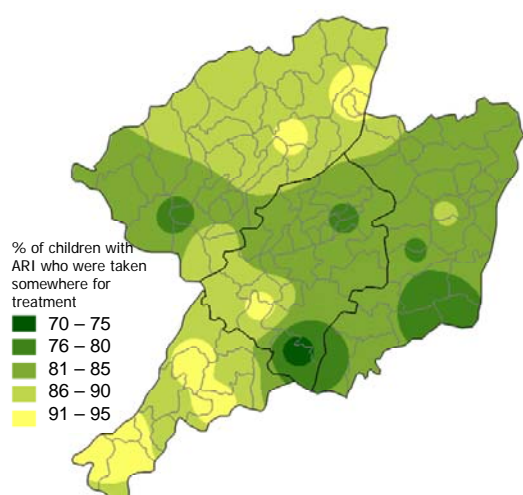 % of children with
ARI who were taken
somewhere for
treatment
70 – 75
76 – 80
81 – 85
86 – 90
91 – 95